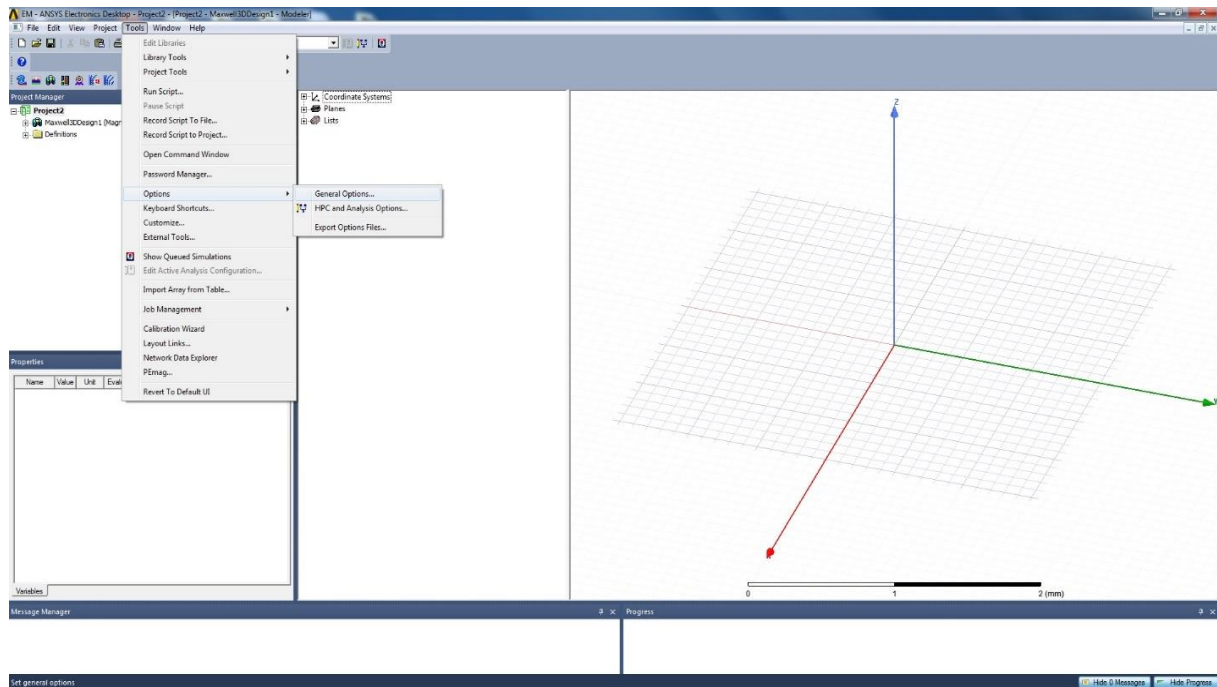 EM - ANSYS Electronics Desktop - Project2 - [Project2 - Maxwell3DDesign1 - Modeler]
File Edit View Project Tools Window Help
Edit Libraries
Library Tools
Project Tools
Run Script...
Pause Script
Record Script To File...
Record Script to Project...
Open Command Window
Password Manager...
Options
Keyboard Shortcuts...
Customize...
External Tools...
Show Queued Simulations
Edit Active Analysis Configuration...
Import Array from Table...
Job Management
Calibration Wizard
Layout Links...
Network Data Explorer
PEmag...
Revert To Default UI
General Options...
HPC and Analysis Options...
Export Options Files...
Project Manager
Project2
Maxwell3DDesign1 (Magn
Definitions
Coordinate Systems
Planes
Lists
Z
0 1 2 (mm)
Properties
Name Value Unit Evalu
Variables
Message Manager
Progress
Set general options
Hide 0 Messages Hide Progress